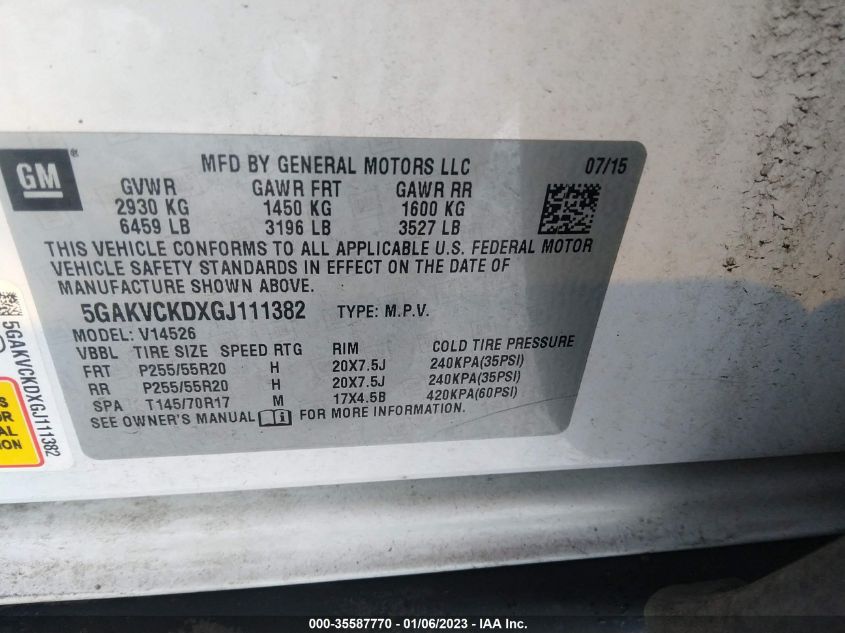 GM®
MFD BY GENERAL MOTORS LLC 07/15
GVWR GAWR FRT GAWR RR
2930 KG 1450 KG 1600 KG
6459 LB 3196 LB 3527 LB
THIS VEHICLE CONFORMS TO ALL APPLICABLE U.S. FEDERAL MOTOR
VEHICLE SAFETY STANDARDS IN EFFECT ON THE DATE OF
MANUFACTURE SHOWN ABOVE.
5GAKVCKDXGJ111382 TYPE: M.P.V.
MODEL: V14526
VBBL TIRE SIZE SPEED RTG RIM COLD TIRE PRESSURE
FRT P255/55R20 H 20X7.5J 240KPA(35PSI)
RR P255/55R20 H 20X7.5J 240KPA(35PSI)
SPA T145/70R17 M 17X4.5B 420KPA(60PSI)
SEE OWNER'S MANUAL FOR MORE INFORMATION.
5GAKVCKDXGJ111382
S
OR
AL
ION
000-35587770 - 01/06/2023 - IAA Inc.